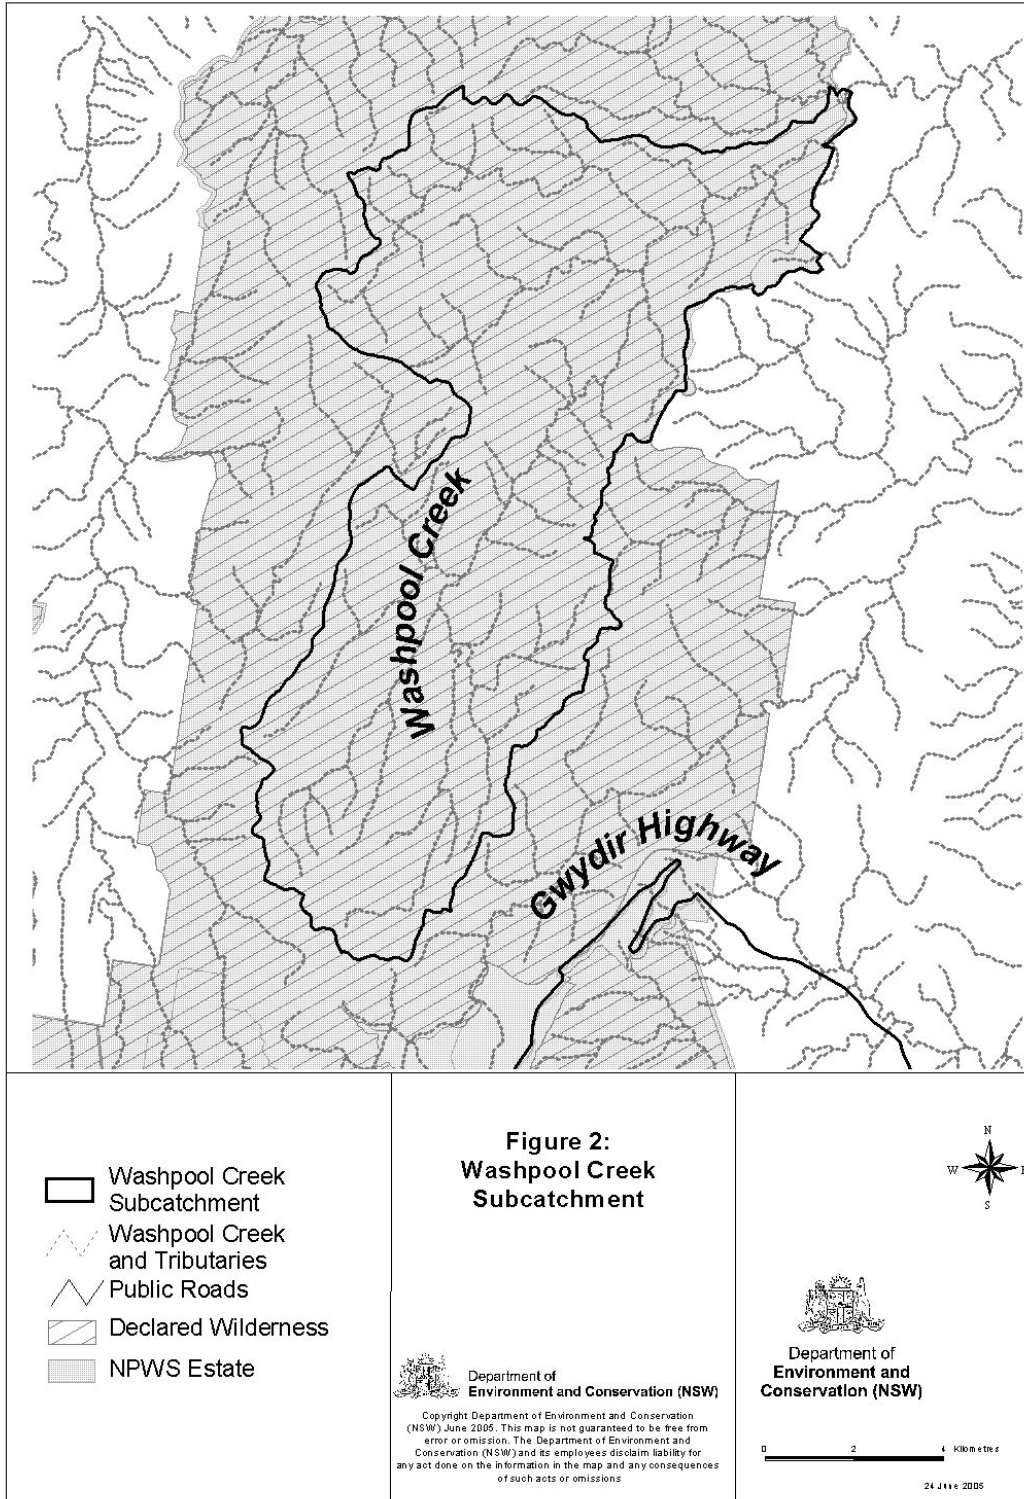 Washpool Creek
Gwydir Highway
Washpool Creek
Subcatchment
Washpool Creek
and Tributaries
Public Roads
Declared Wilderness
NPWS Estate
Figure 2:
Washpool Creek
Subcatchment
Department of
Environment and Conservation (NSW)
Copyright Department of Environment and Conservation
(NSW) June 2005. This map is not guaranteed to be free from
error or omission. The Department of Environment and
Conservation (NSW) and its employees disclaim liability for
any act done on the information in the map and any consequences
of such acts or omissions
N
W E
S
Department of
Environment and
Conservation (NSW)
0 2 4 Kilometres
24 June 2005